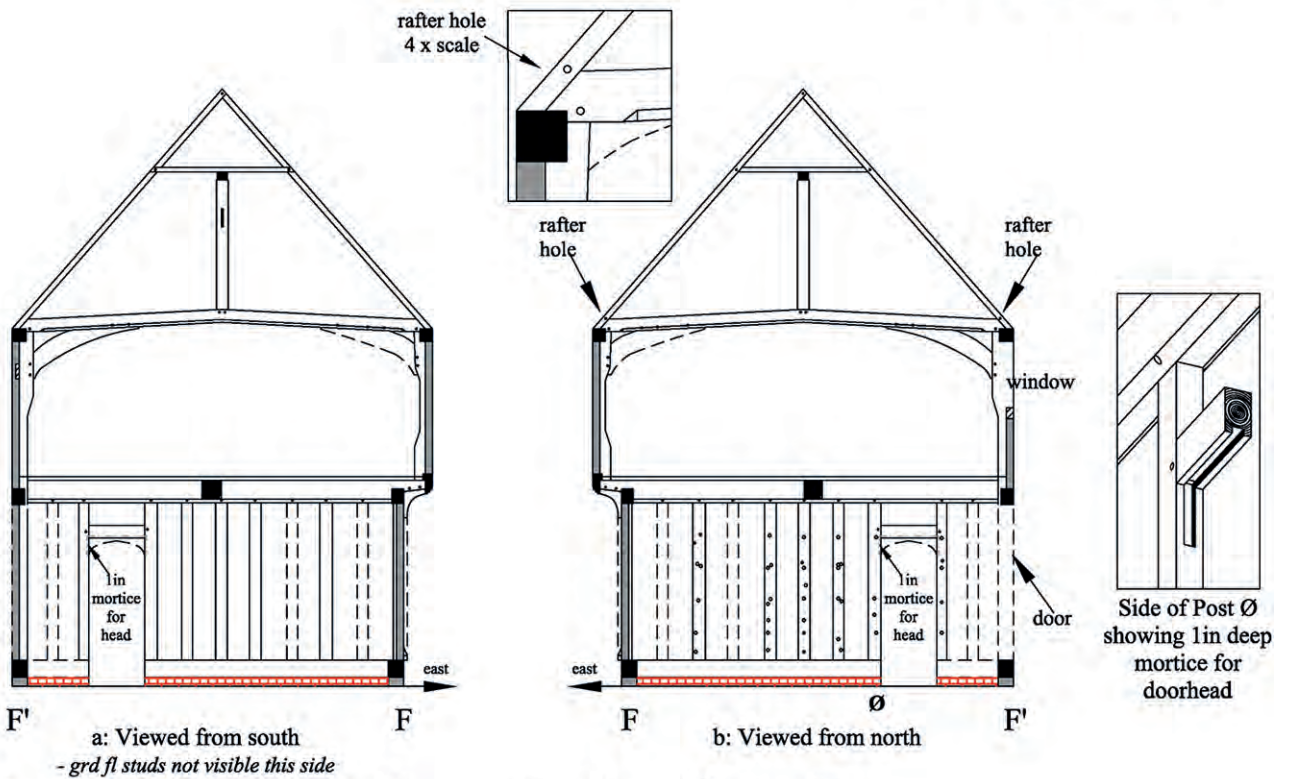 rafter hole
4 x scale
rafter
hole
rafter
hole
window
1in
mortice
for
head
1in
mortice
for
head
door
Side of Post Ø
showing 1in deep
mortice for
doorhead
east
east
F'
F
F
Ø
F'
a: Viewed from south
- grd fl studs not visible this side
b: Viewed from north